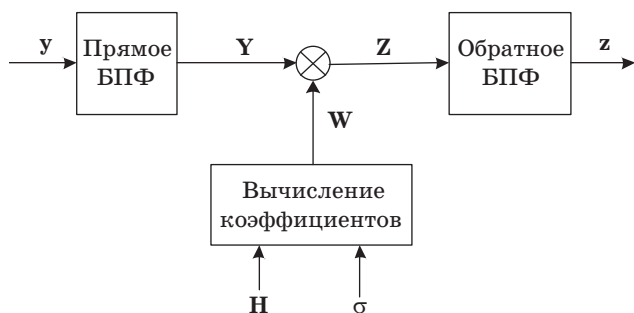 y
Прямое
БПФ
Y
Z
Обратное
БПФ
z
W
Вычисление
коэффициентов
H
σ